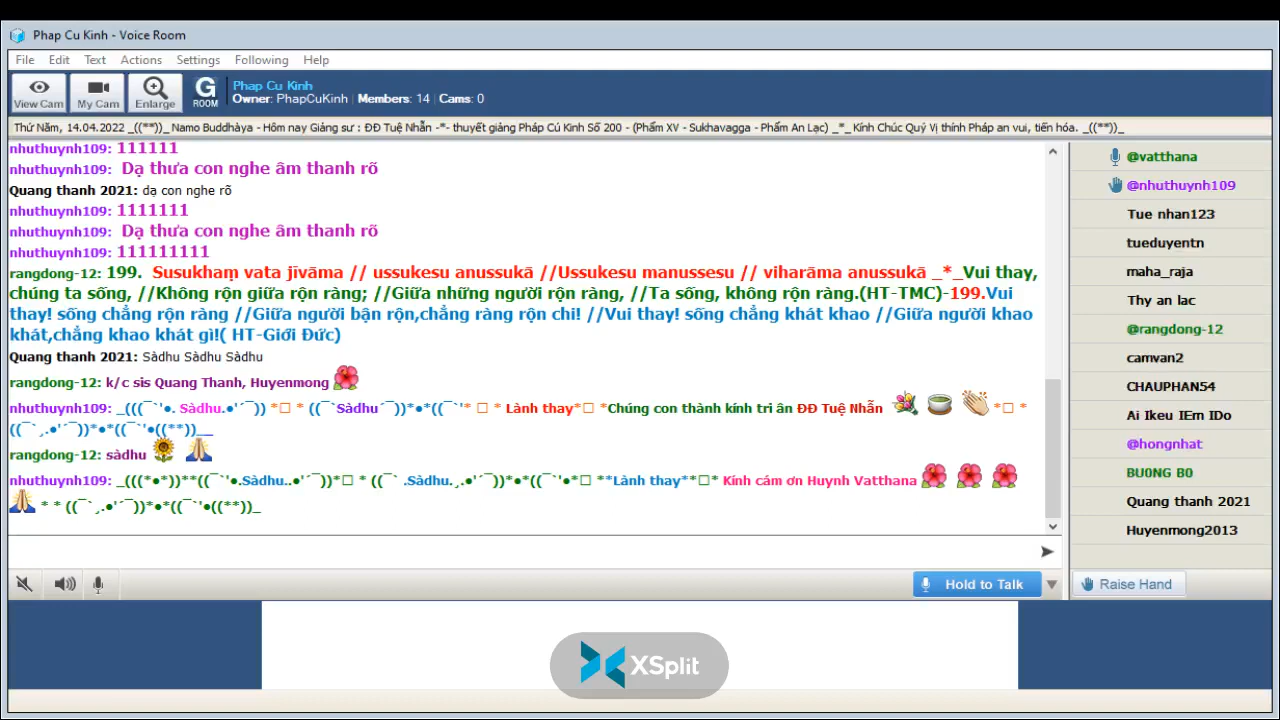 Phap Cu Kinh - Voice Room
File Edit Text Actions Settings Following Help
View Cam My Cam Enlarge G ROOM
Phap Cu Kinh
Owner: PhapCuKinh | Members: 14 | Cams: 0
Thứ Năm, 14.04.2022 _((**))_ Namo Buddhàya - Hôm nay Giảng sư : ĐĐ Tuệ Nhẫn -*- thuyết giảng Pháp Cú Kinh Số 200 - (Phẩm XV - Sukhavagga - Phẩm An Lạc) _*_ Kính Chúc Quý Vị thính Pháp an vui, tiến hóa. _((**))_
nhuthuynh109: 111111
nhuthuynh109: Dạ thưa con nghe âm thanh rõ
Quang thanh 2021: dạ con nghe rõ
nhuthuynh109: 1111111
nhuthuynh109: Dạ thưa con nghe âm thanh rõ
nhuthuynh109: 111111111
rangdong-12: 199. Susukhaṃ vata jīvāma // ussukesu anussukā //Ussukesu manussesu // viharāma anussukā _*_Vui thay,
chúng ta sống, //Không rộn giữa rộn ràng; //Giữa những người rộn ràng, //Ta sống, không rộn ràng.(HT-TMC)-199.Vui
thay! sống chẳng rộn ràng //Giữa người bận rộn,chẳng ràng rộn chi! //Vui thay! sống chẳng khát khao //Giữa người khao
khát,chẳng khao khát gì!( HT-Giới Đức)
Quang thanh 2021: Sàdhu Sàdhu Sàdhu
rangdong-12: k/c sis Quang Thanh, Huyenmong
nhuthuynh109: _(((¯`'•. Sàdhu.•'´¯)) *□ * ((¯`Sàdhu´¯))*•*((¯`'* □ * Lành thay*□ *Chúng con thành kính tri ân ĐĐ Tuệ Nhẫn *□ *
((¯`¸.•'´¯))*•*((¯`'•((**))__
rangdong-12: sàdhu
nhuthuynh109: _(((*•*))**((¯`'•.Sàdhu..•'´¯))*□ * ((¯` .Sàdhu.¸.•'´¯))*•*((¯`'•*□ **Lành thay**□* Kính cám ơn Huynh Vatthana
* * ((¯`¸.•'´¯))*•*((¯`'•((**))_
@vatthana
@nhuthuynh109
Tue nhan123
tueduyentn
maha_raja
Thy an lac
@rangdong-12
camvan2
CHAUPHAN54
Ai Ikeu IErn IDo
@hongnhat
BU0NG B0
Quang thanh 2021
Huyenmong2013
Hold to Talk
Raise Hand
XSplit